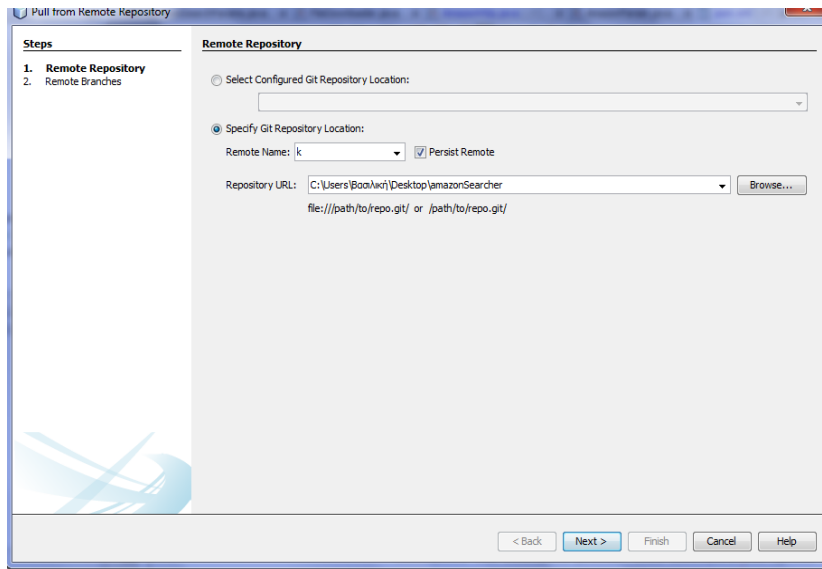 Pull from Remote Repository
Steps
1. Remote Repository
2. Remote Branches
Remote Repository
Select Configured Git Repository Location:
Specify Git Repository Location:
Remote Name: k Persist Remote
Repository URL: C:\Users\Βασιλική\Desktop\amazonSearcher Browse...
file:///path/to/repo.git/ or /path/to/repo.git/
< Back Next > Finish Cancel Help